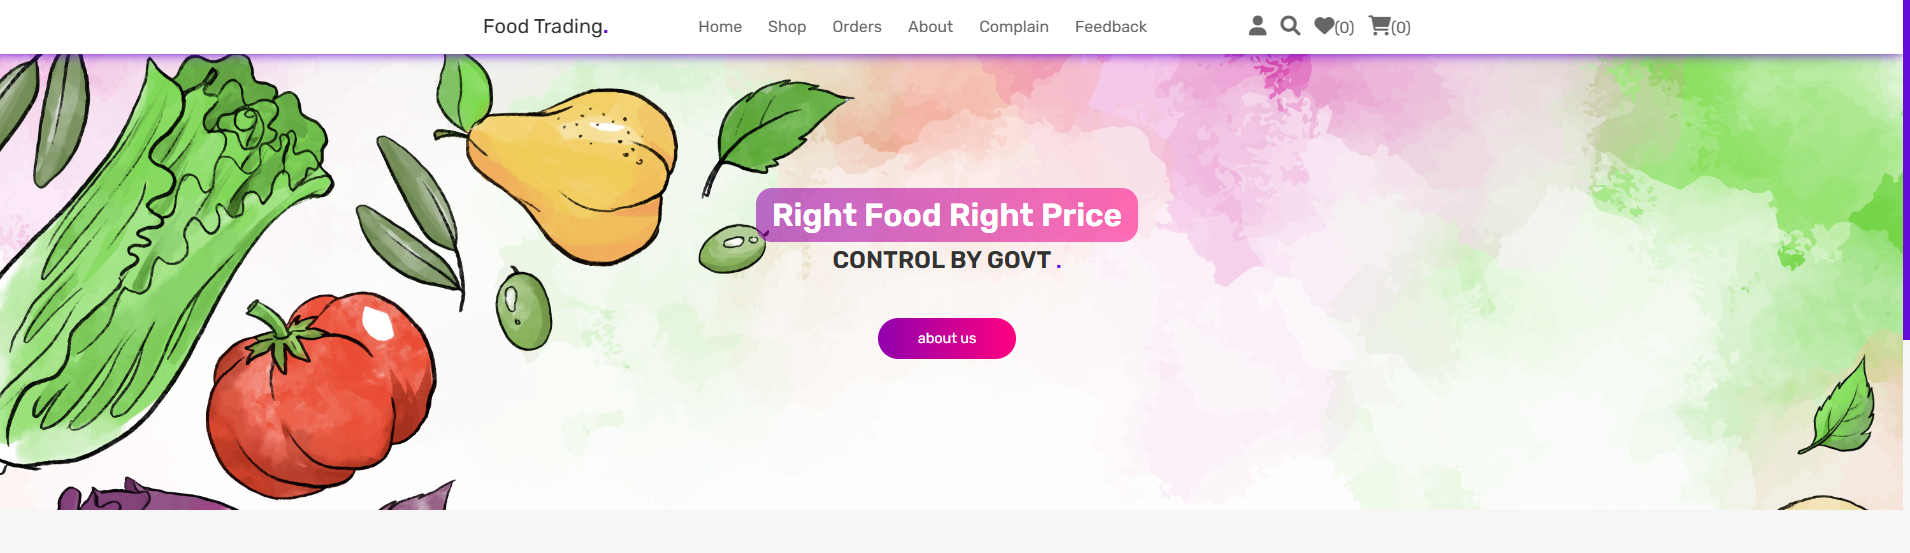 Food Trading.
Home Shop Orders About Complain Feedback
(0) (0)
Right Food Right Price
CONTROL BY GOVT .
about us